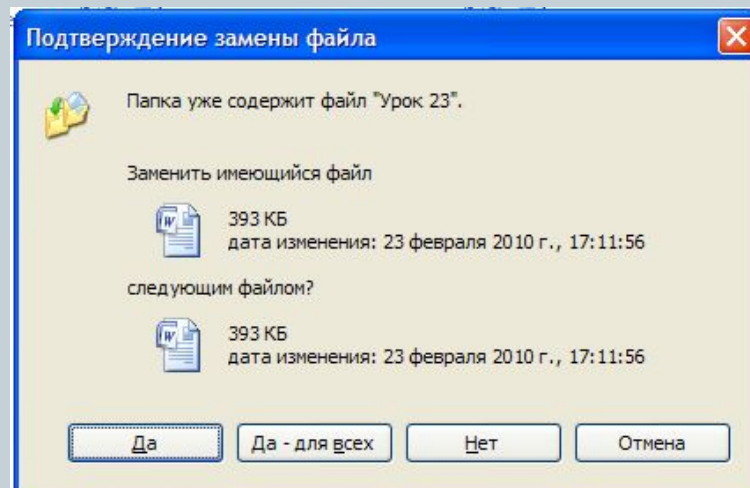 Подтверждение замены файла
Папка уже содержит файл "Урок 23".
Заменить имеющийся файл
393 КБ
дата изменения: 23 февраля 2010 г., 17:11:56
следующим файлом?
393 КБ
дата изменения: 23 февраля 2010 г., 17:11:56
Да
Да - для всех
Нет
Отмена